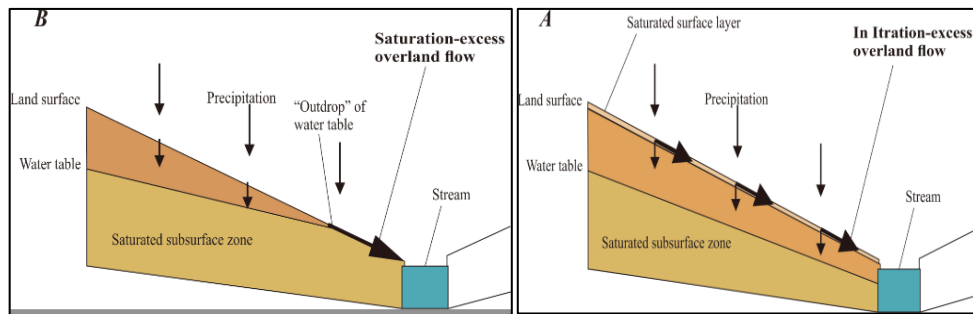 B
Saturation-excess
overland flow
Precipitation
"Outdrop" of
water table
Land surface
Water table
Stream
Saturated subsurface zone
A
Saturated surface layer
In Itration-excess
overland flow
Land surface
Precipitation
Water table
Stream
Saturated subsurface zone